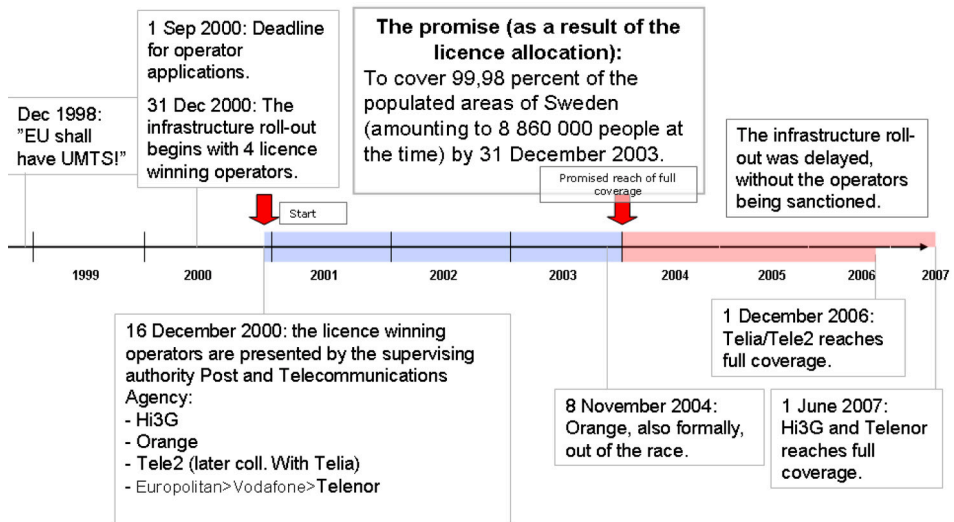 1 Sep 2000: Deadline
for operator
applications.
31 Dec 2000: The
infrastructure roll-out
begins with 4 licence
winning operators.
The promise (as a result of the
licence allocation):
To cover 99,98 percent of the
populated areas of Sweden
(amounting to 8 860 000 people at
the time) by 31 December 2003.
Dec 1998:
”EU shall
have UMTS!”
The infrastructure roll-
out was delayed,
without the operators
being sanctioned.
Promised reach of full
coverage
Start
1999 2000 2001 2002 2003 2004 2005 2006 2007
16 December 2000: the licence winning
operators are presented by the supervising
authority Post and Telecommunications
Agency:
- Hi3G
- Orange
- Tele2 (later coll. With Telia)
- Europolitan>Vodafone>Telenor
1 December 2006:
Telia/Tele2 reaches
full coverage.
8 November 2004:
Orange, also formally,
out of the race.
1 June 2007:
Hi3G and Telenor
reaches full
coverage.